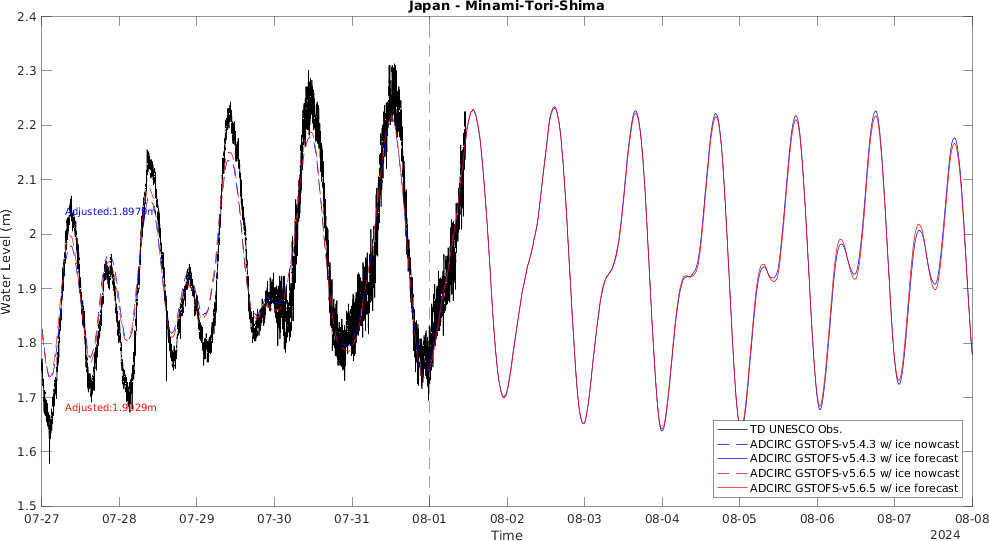 Japan - Minami-Tori-Shima
Water Level (m)
2.4
2.3
2.2
2.1
2
1.9
1.8
1.7
1.6
1.5
Adjusted:1.8979m
Adjusted:1.9929m
TD UNESCO Obs.
ADCIRC GSTOFS-v5.4.3 w/ ice nowcast
ADCIRC GSTOFS-v5.4.3 w/ ice forecast
ADCIRC GSTOFS-v5.6.5 w/ ice nowcast
ADCIRC GSTOFS-v5.6.5 w/ ice forecast
07-27 07-28 07-29 07-30 07-31 08-01 08-02 08-03 08-04 08-05 08-06 08-07 08-08
Time
2024